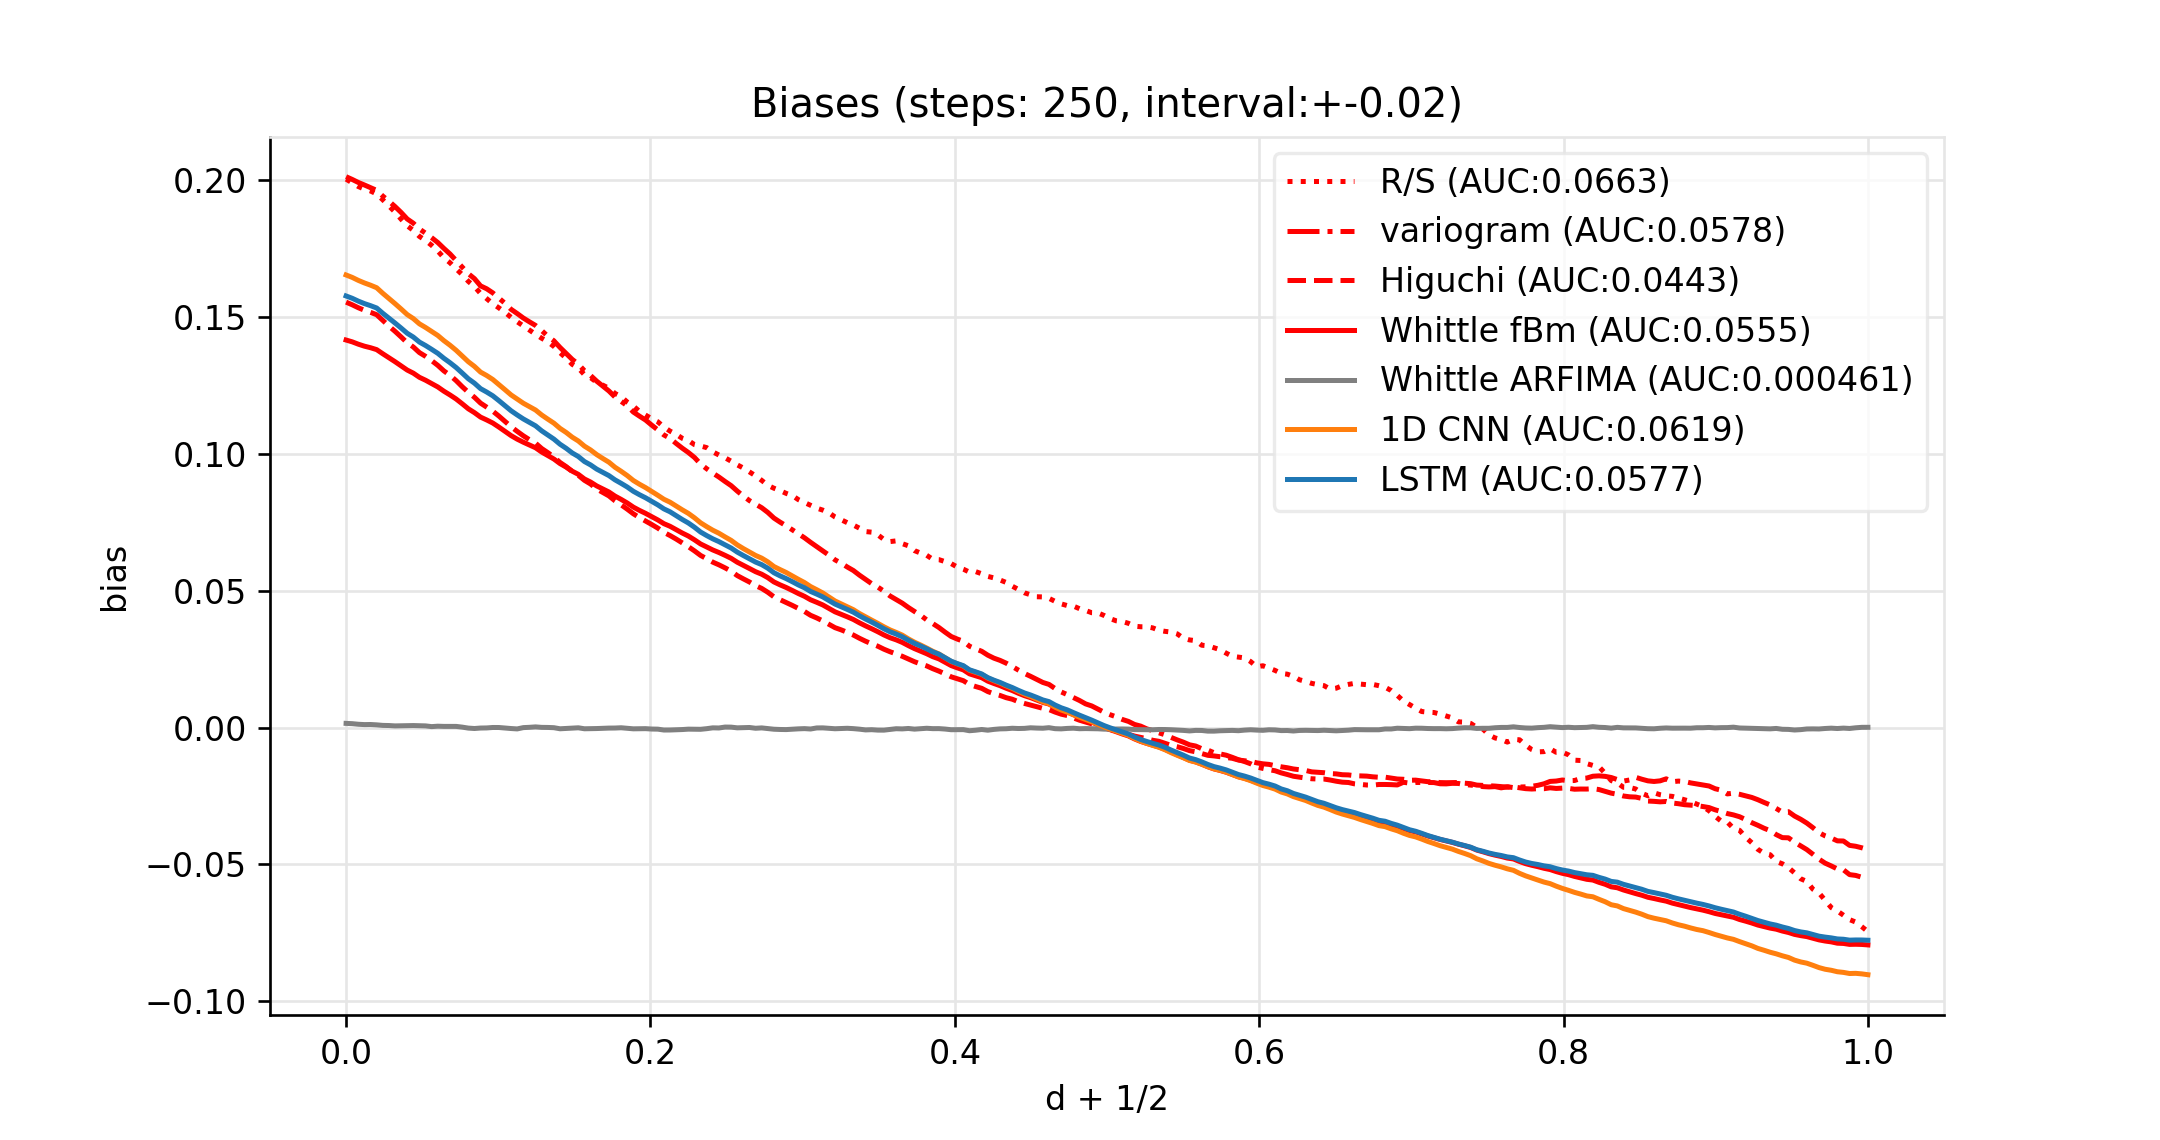 Biases (steps: 250, interval:+-0.02)
R/S (AUC:0.0663)
variogram (AUC:0.0578)
Higuchi (AUC:0.0443)
Whittle fBm (AUC:0.0555)
Whittle ARFIMA (AUC:0.000461)
1D CNN (AUC:0.0619)
LSTM (AUC:0.0577)
0.20
0.15
0.10
0.05
0.00
−0.05
−0.10
bias
0.0 0.2 0.4 0.6 0.8 1.0
d + 1/2